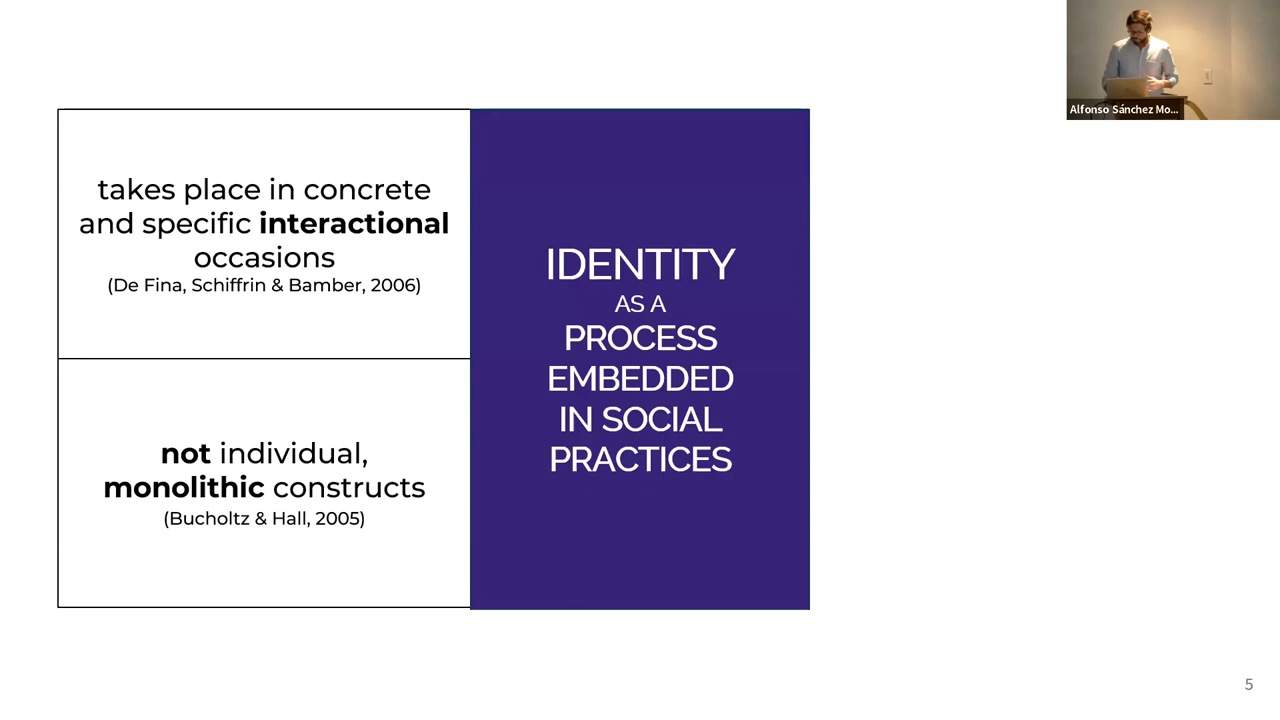 takes place in concrete
and specific interactional
occasions
(De Fina, Schiffrin & Bamber, 2006)
not individual,
monolithic constructs
(Bucholtz & Hall, 2005)
IDENTITY
AS A
PROCESS
EMBEDDED
IN SOCIAL
PRACTICES
Alfonso Sánchez Mo...
5